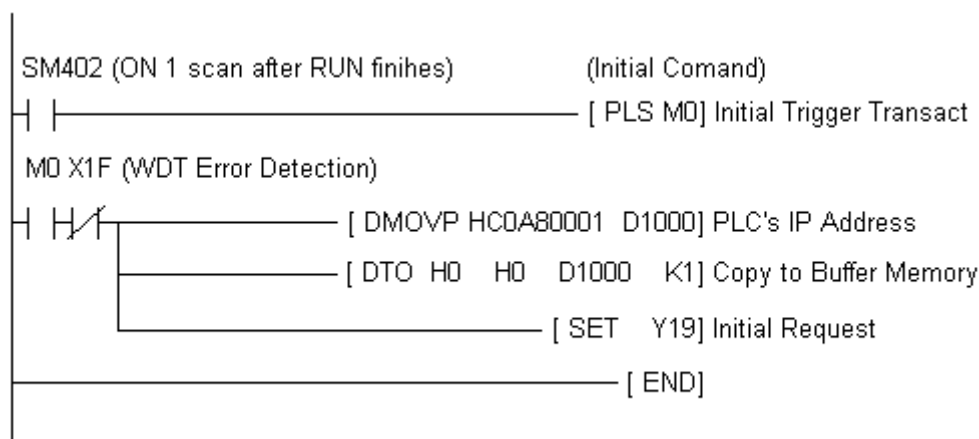 SM402 (ON 1 scan after RUN finihes) (Initial Comand)
[ PLS M0] Initial Trigger Transact
M0 X1F (WDT Error Detection)
[ DMOVP HC0A80001 D1000] PLC's IP Address
[ DTO H0 H0 D1000 K1] Copy to Buffer Memory
[ SET Y19] Initial Request
[ END]